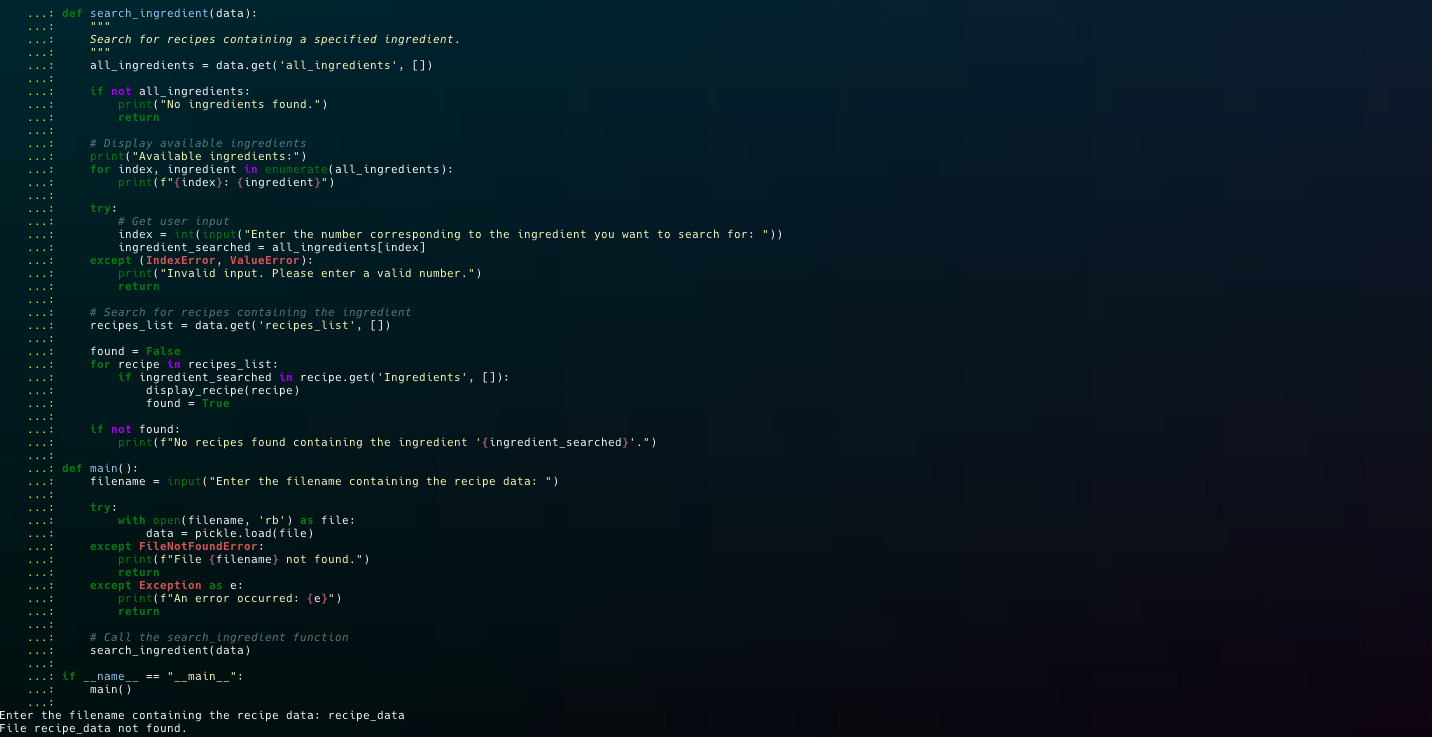 ...: def search_ingredient(data):
...:     """
...:     Search for recipes containing a specified ingredient.
...:     """
...:     all_ingredients = data.get('all_ingredients', [])
...:
...:     if not all_ingredients:
...:         print("No ingredients found.")
...:         return
...:
...:     # Display available ingredients
...:     print("Available ingredients:")
...:     for index, ingredient in enumerate(all_ingredients):
...:         print(f"{index}: {ingredient}")
...:
...:     try:
...:         # Get user input
...:         index = int(input("Enter the number corresponding to the ingredient you want to search for: "))
...:         ingredient_searched = all_ingredients[index]
...:     except (IndexError, ValueError):
...:         print("Invalid input. Please enter a valid number.")
...:         return
...:
...:     # Search for recipes containing the ingredient
...:     recipes_list = data.get('recipes_list', [])
...:
...:     found = False
...:     for recipe in recipes_list:
...:         if ingredient_searched in recipe.get('Ingredients', []):
...:             display_recipe(recipe)
...:             found = True
...:
...:     if not found:
...:         print(f"No recipes found containing the ingredient '{ingredient_searched}'.")
...:
...: def main():
...:     filename = input("Enter the filename containing the recipe data: ")
...:
...:     try:
...:         with open(filename, 'rb') as file:
...:             data = pickle.load(file)
...:     except FileNotFoundError:
...:         print(f"File {filename} not found.")
...:         return
...:     except Exception as e:
...:         print(f"An error occurred: {e}")
...:         return
...:
...:     # Call the search_ingredient function
...:     search_ingredient(data)
...:
...: if __name__ == "__main__":
...:     main()
...:
Enter the filename containing the recipe data: recipe_data
File recipe_data not found.